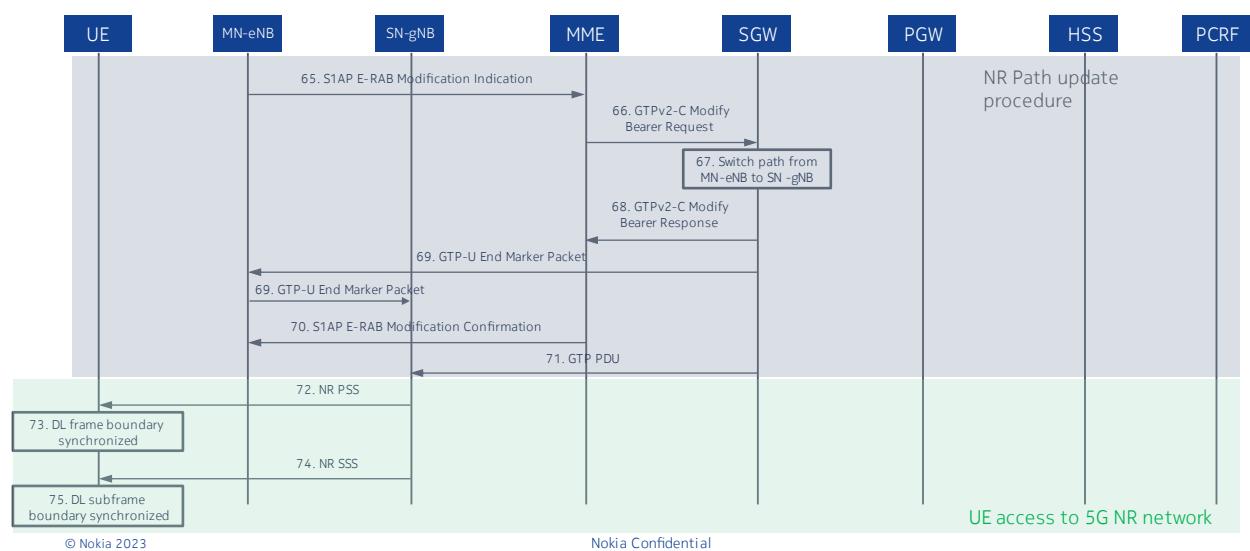 UE MN-eNB SN-gNB MME SGW PGW HSS PCRF
NR Path update
procedure
65. S1AP E-RAB Modification Indication
66. GTPv2-C Modify
Bearer Request
67. Switch path from
MN-eNB to SN -gNB
68. GTPv2-C Modify
Bearer Response
69. GTP-U End Marker Packet
69. GTP-U End Marker Packet
70. S1AP E-RAB Modification Confirmation
71. GTP PDU
72. NR PSS
73. DL frame boundary
synchronized
74. NR SSS
75. DL subframe
boundary synchronized
UE access to 5G NR network
© Nokia 2023
Nokia Confidential